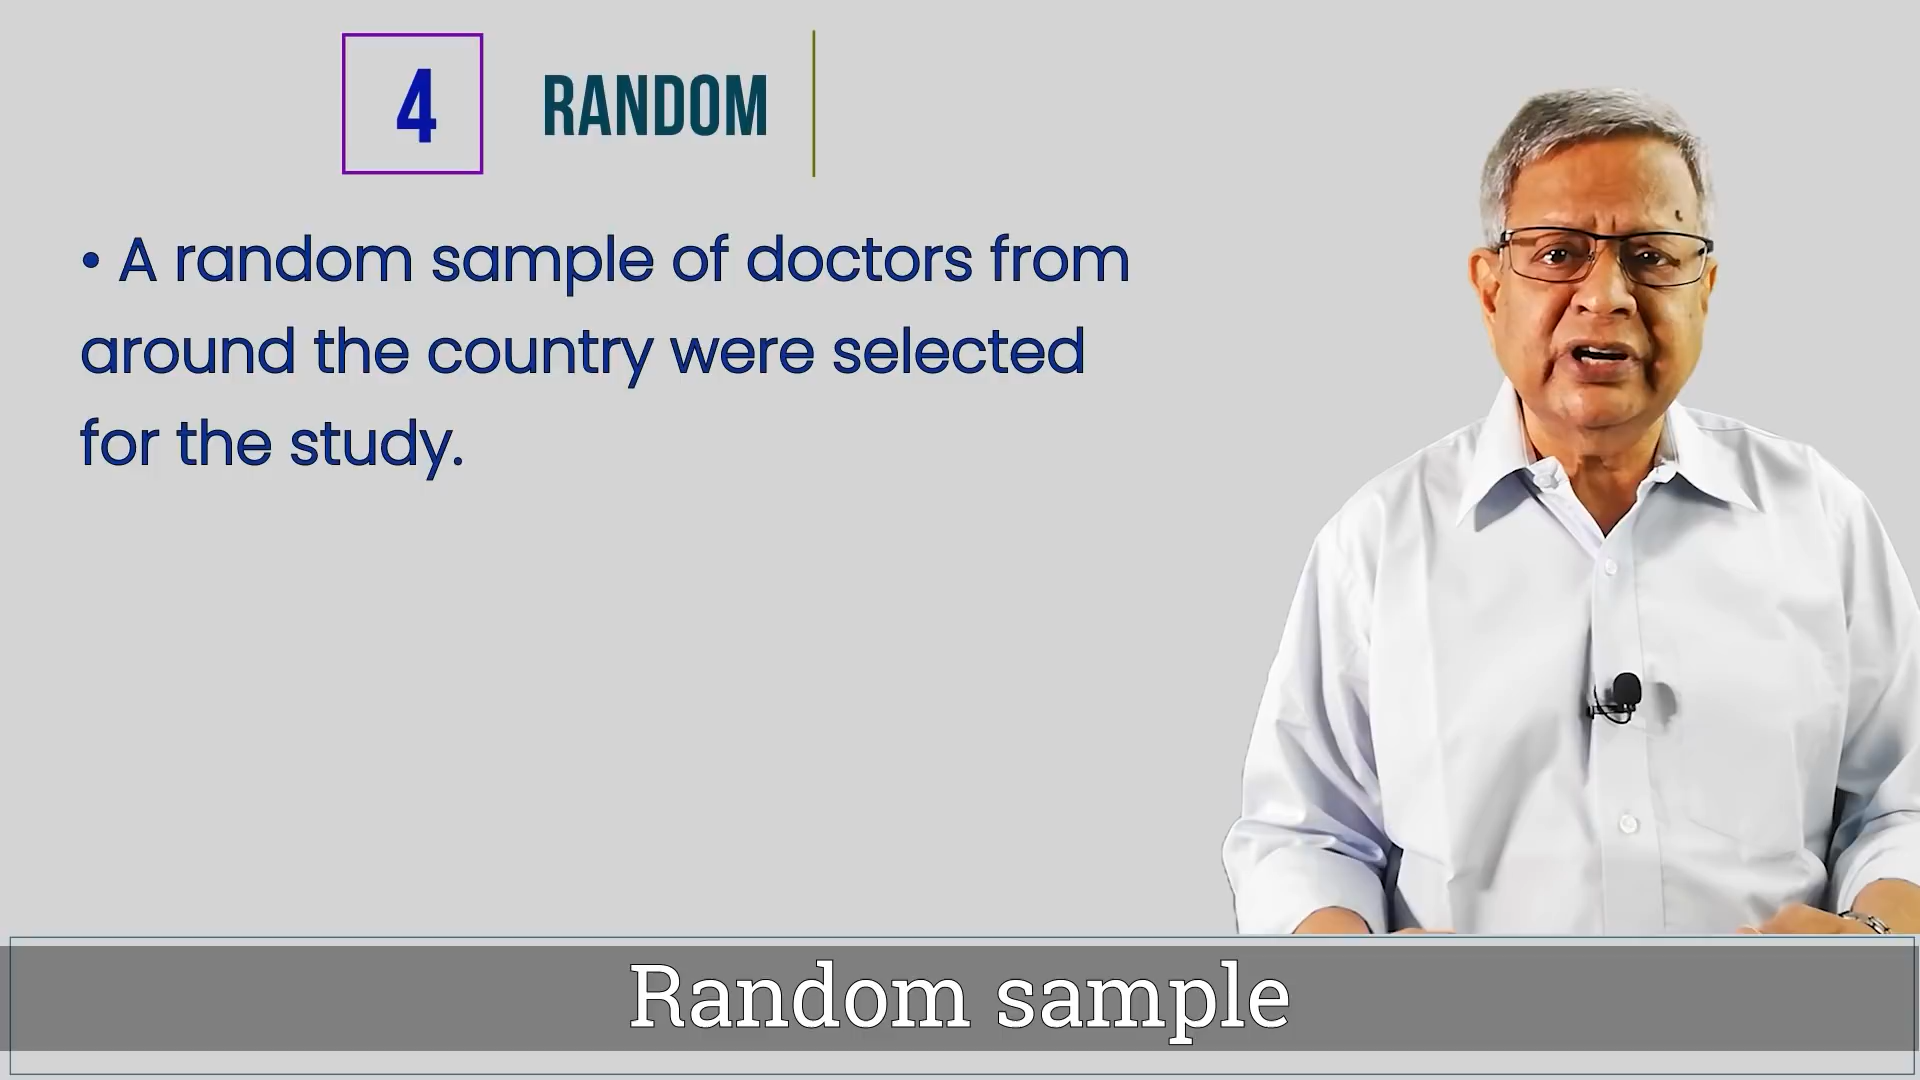 4 RANDOM
• A random sample of doctors from
around the country were selected
for the study.
Random sample